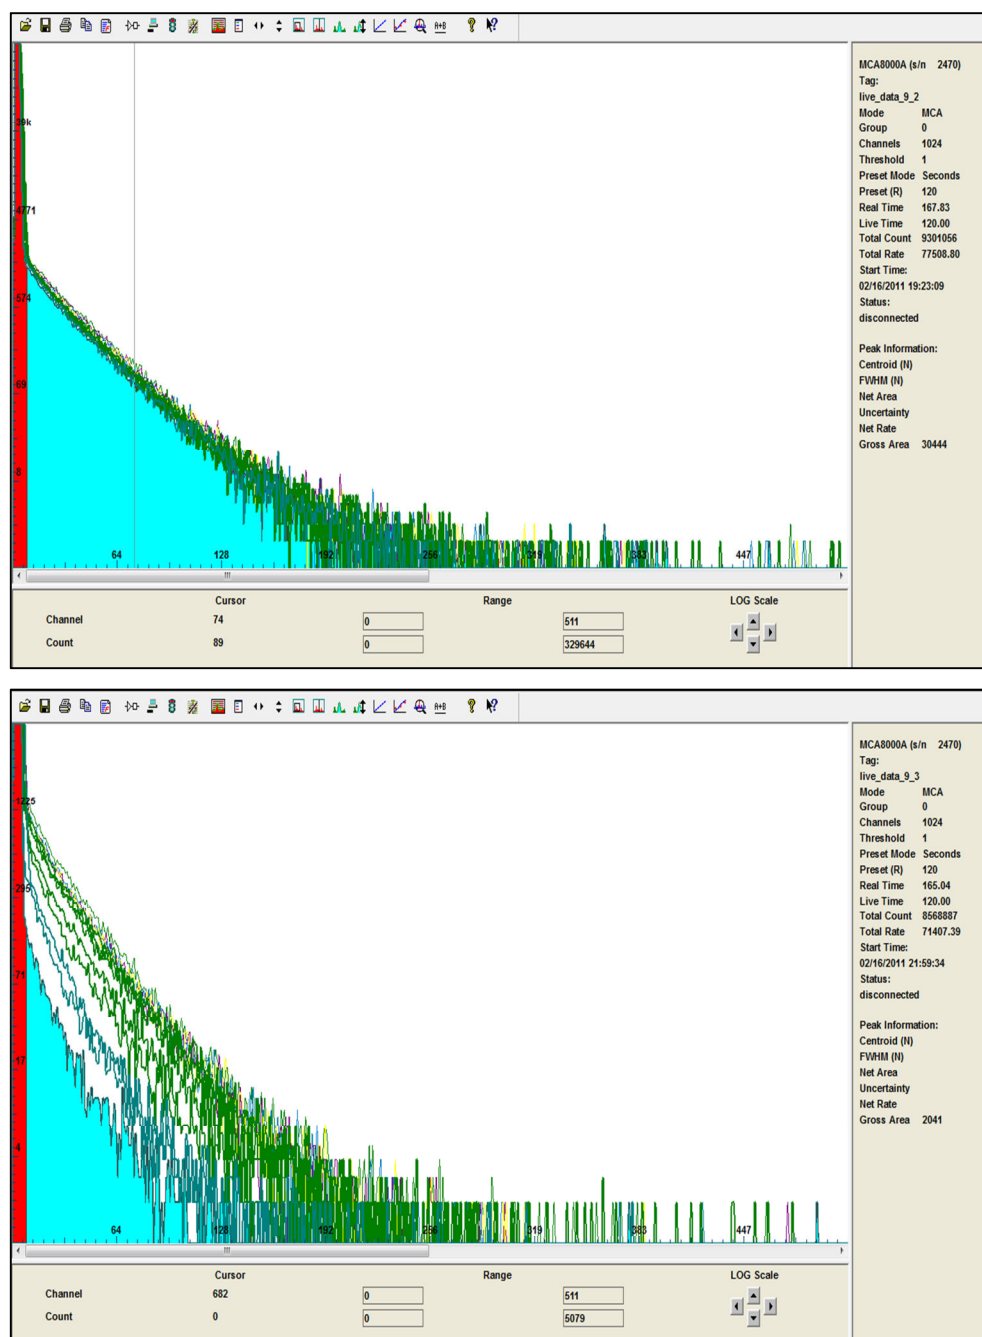 A+B
MCA8000A (s/n 2470)
Tag:
live_data_9_2
Mode MCA
Group 0
Channels 1024
Threshold 1
Preset Mode Seconds
Preset (R) 120
Real Time 167.83
Live Time 120.00
Total Count 9301056
Total Rate 77508.80
Start Time:
02/16/2011 19:23:09
Status:
disconnected
Peak Information:
Centroid (N)
FWHM (N)
Net Area
Uncertainty
Net Rate
Gross Area 30444
39k
4771
574
69
8
64 128 192 256 319 383 447
Cursor Range LOG Scale
Channel 74 0 511
Count 89 0 329644
A+B
MCA8000A (s/n 2470)
Tag:
live_data_9_3
Mode MCA
Group 0
Channels 1024
Threshold 1
Preset Mode Seconds
Preset (R) 120
Real Time 165.04
Live Time 120.00
Total Count 8568887
Total Rate 71407.39
Start Time:
02/16/2011 21:59:34
Status:
disconnected
Peak Information:
Centroid (N)
FWHM (N)
Net Area
Uncertainty
Net Rate
Gross Area 2041
1225
295
71
17
4
64 128 192 256 319 383 447
Cursor Range LOG Scale
Channel 682 0 511
Count 0 0 5079